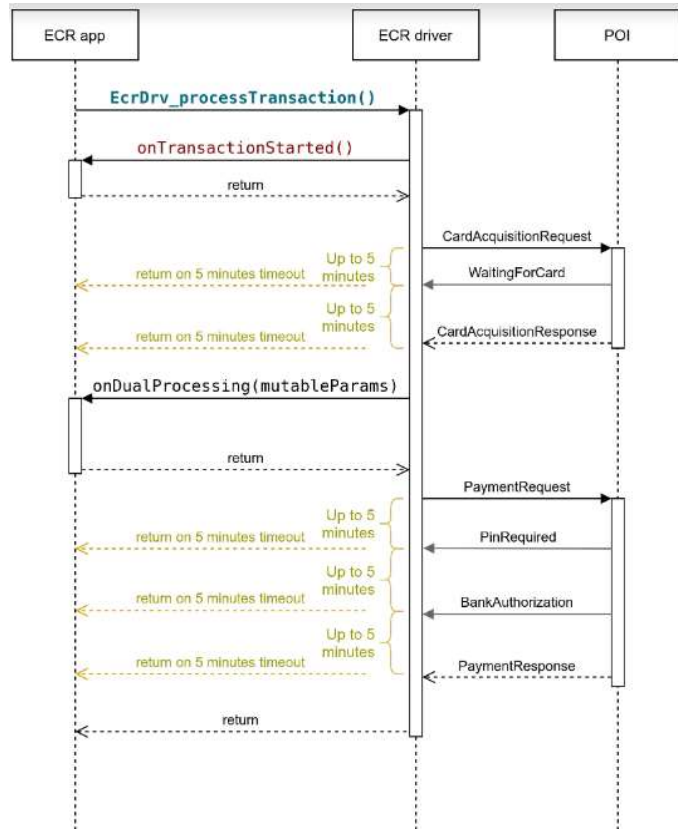 ECR app
ECR driver
POI
EcrDrv_processTransaction()
onTransactionStarted()
return
CardAcquisitionRequest
Up to 5
minutes
return on 5 minutes timeout
WaitingForCard
Up to 5
minutes
return on 5 minutes timeout
CardAcquisitionResponse
onDualProcessing(mutableParams)
return
PaymentRequest
Up to 5
minutes
return on 5 minutes timeout
PinRequired
Up to 5
minutes
return on 5 minutes timeout
BankAuthorization
Up to 5
minutes
return on 5 minutes timeout
PaymentResponse
return